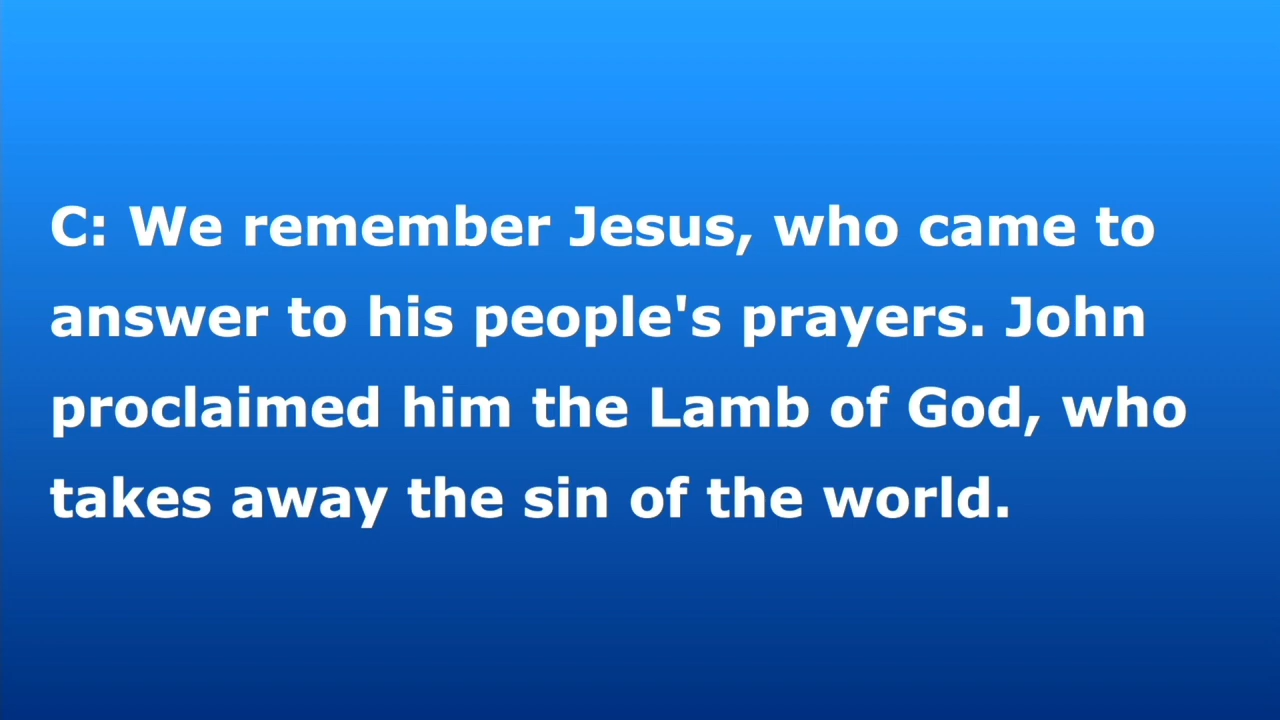 C: We remember Jesus, who came to
answer to his people's prayers. John
proclaimed him the Lamb of God, who
takes away the sin of the world.